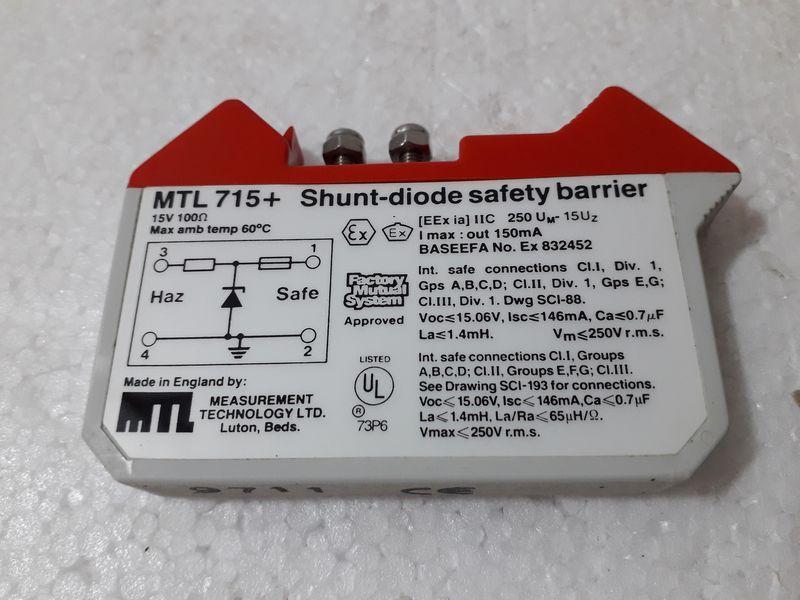 MTL 715+ Shunt-diode safety barrier
15V 100Ω
Max amb temp 60°C
3
1
Haz
Safe
4
2
Made in England by:
MTL
MEASUREMENT
TECHNOLOGY LTD.
Luton, Beds.
Ex
Ex
[EEx ia] IIC 250 UM- 15UZ
I max : out 150mA
BASEEFA No. Ex 832452
Factory
Mutual
System
Approved
Int. safe connections Cl.I, Div. 1,
Gps A,B,C,D; Cl.II, Div. 1, Gps E,G;
Cl.III, Div. 1. Dwg SCI-88.
Voc≤15.06V, Isc≤146mA, Ca≤0.7μF
La≤1.4mH. Vm≤250V r.m.s.
LISTED
UL
®
73P6
Int. safe connections Cl.I, Groups
A,B,C,D; Cl.II, Groups E,F,G; Cl.III.
See Drawing SCI-193 for connections.
Voc≤15.06V, Isc≤146mA,Ca≤0.7μF
La≤1.4mH, La/Ra≤65μH/Ω.
Vmax≤250V r.m.s.
9711 CE